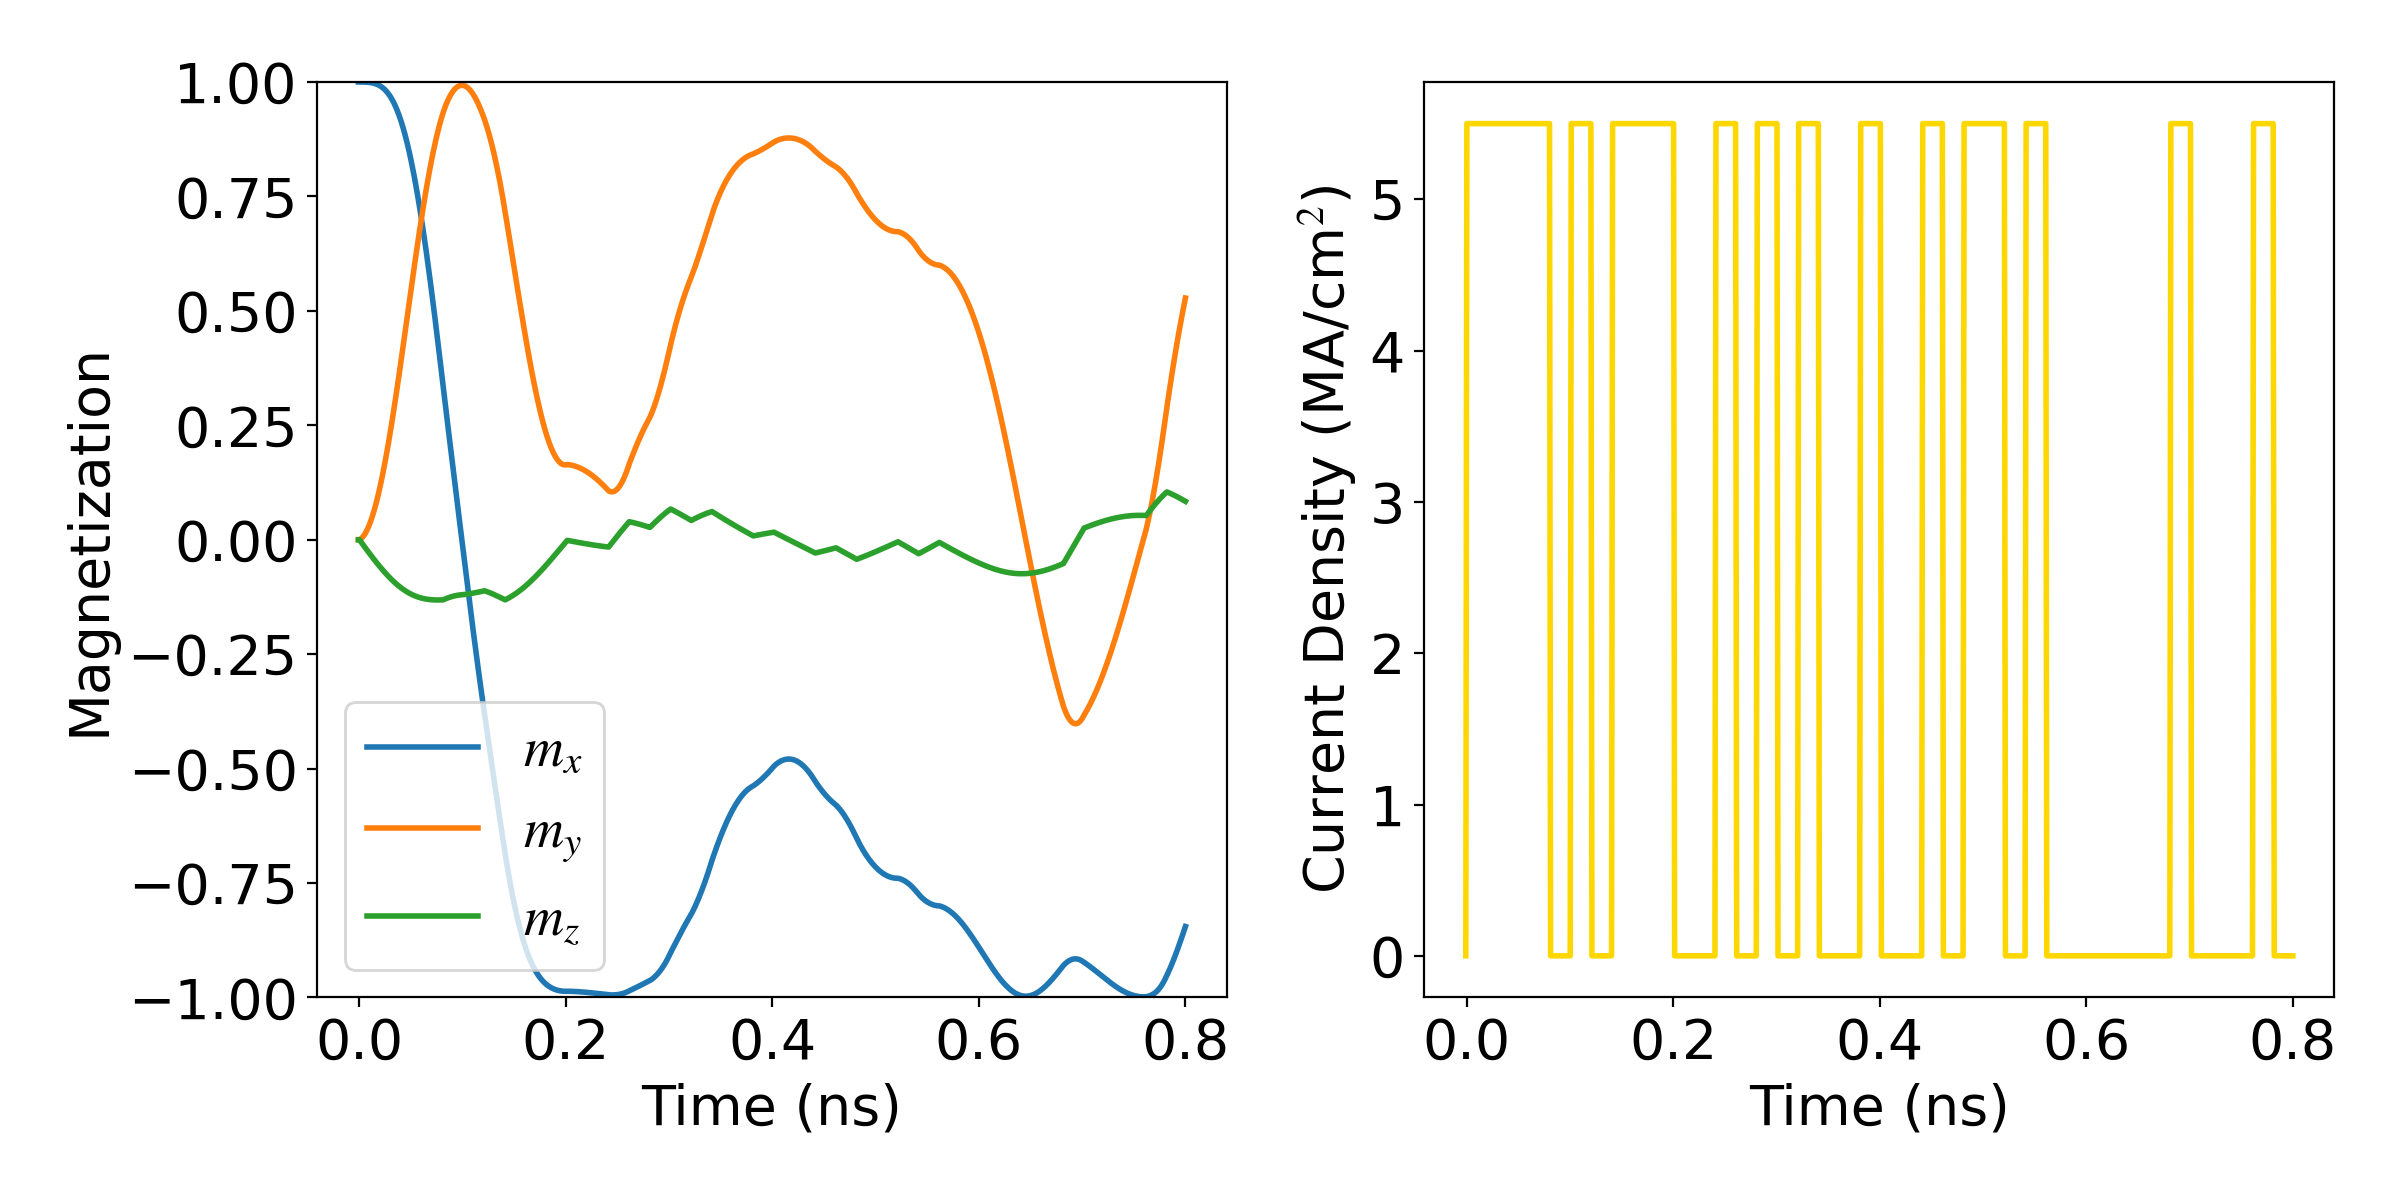 Magnetization
1.00
0.75
0.50
0.25
0.00
−0.25
−0.50
−0.75
−1.00
m_x
m_y
m_z
0.0 0.2 0.4 0.6 0.8
Time (ns)
Current Density (MA/cm²)
5
4
3
2
1
0
0.0 0.2 0.4 0.6 0.8
Time (ns)